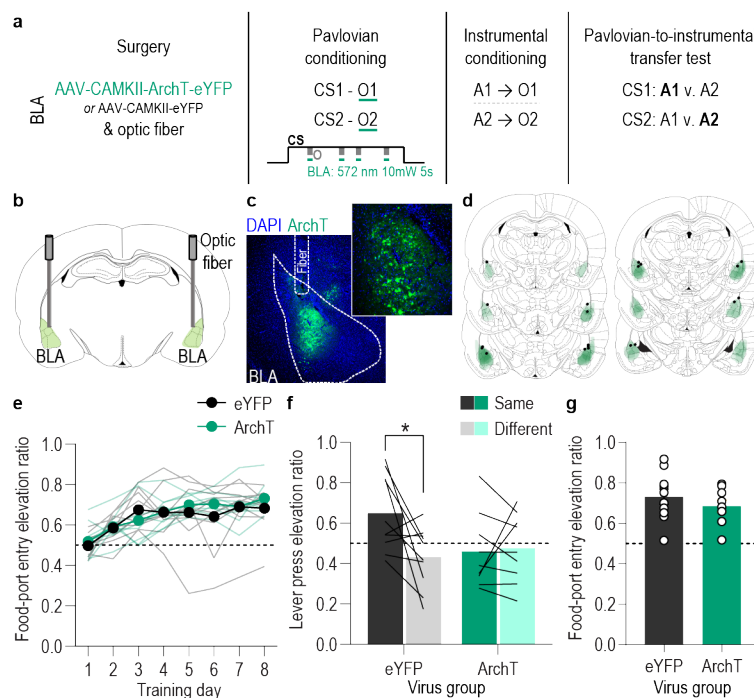 a
Surgery
BLA
AAV-CAMKII-ArchT-eYFP
or AAV-CAMKII-eYFP
& optic fiber
Pavlovian
conditioning
CS1 - O1
CS2 - O2
CS
BLA: 572 nm 10mW 5s
Instrumental
conditioning
A1 → O1
A2 → O2
Pavlovian-to-instrumental
transfer test
CS1: A1 v. A2
CS2: A1 v. A2
b
Optic
fiber
BLA
BLA
c
DAPI ArchT
Fiber
BLA
d
e
eYFP
ArchT
Food-port entry elevation ratio
1.0
0.8
0.6
0.4
0.2
0.0
1 2 3 4 5 6 7 8
Training day
f
Same
Different
*
Lever press elevation ratio
1.0
0.8
0.6
0.4
0.2
0.0
eYFP ArchT
Virus group
g
Food-port entry elevation ratio
1.0
0.8
0.6
0.4
0.2
0.0
eYFP ArchT
Virus group